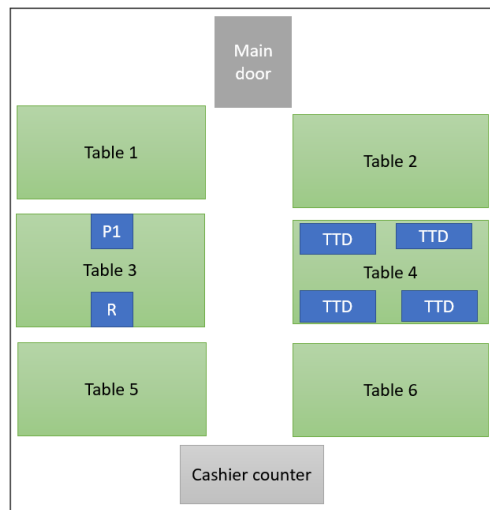 Main
door
Table 1
Table 2
P1
Table 3
R
TTD
TTD
Table 4
TTD
TTD
Table 5
Table 6
Cashier counter